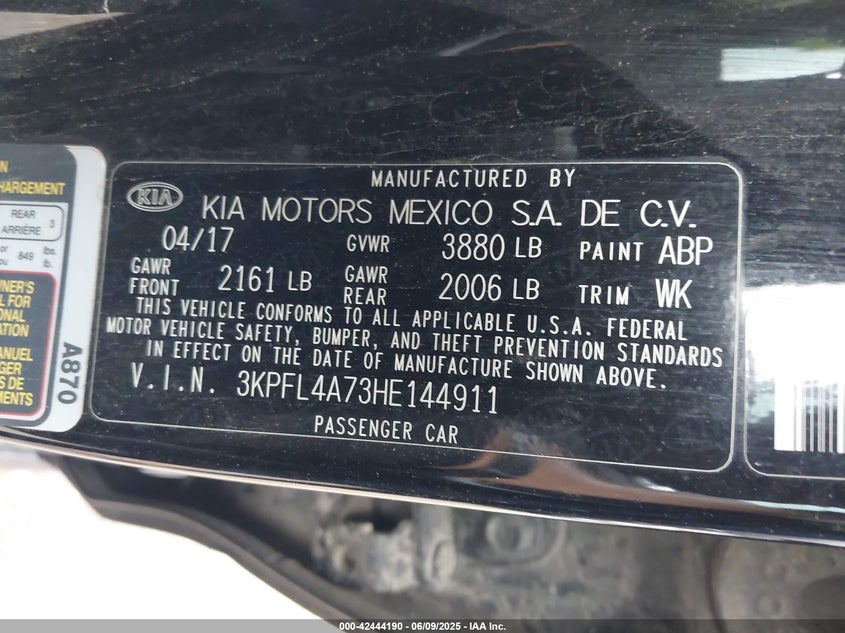 MANUFACTURED BY
KIA KIA MOTORS MEXICO S.A. DE C.V.
04/17 GVWR 3880 LB PAINT ABP
GAWR FRONT 2161 LB GAWR REAR 2006 LB TRIM WK
THIS VEHICLE CONFORMS TO ALL APPLICABLE U.S.A. FEDERAL
MOTOR VEHICLE SAFETY, BUMPER, AND THEFT PREVENTION STANDARDS
IN EFFECT ON THE DATE OF MANUFACTURE SHOWN ABOVE.
V.I.N. 3KPFL4A73HE144911
PASSENGER CAR
REAR
ARRIÈRE 3
849 lbs.
A870
000-42444190 - 06/09/2025 - IAA Inc.